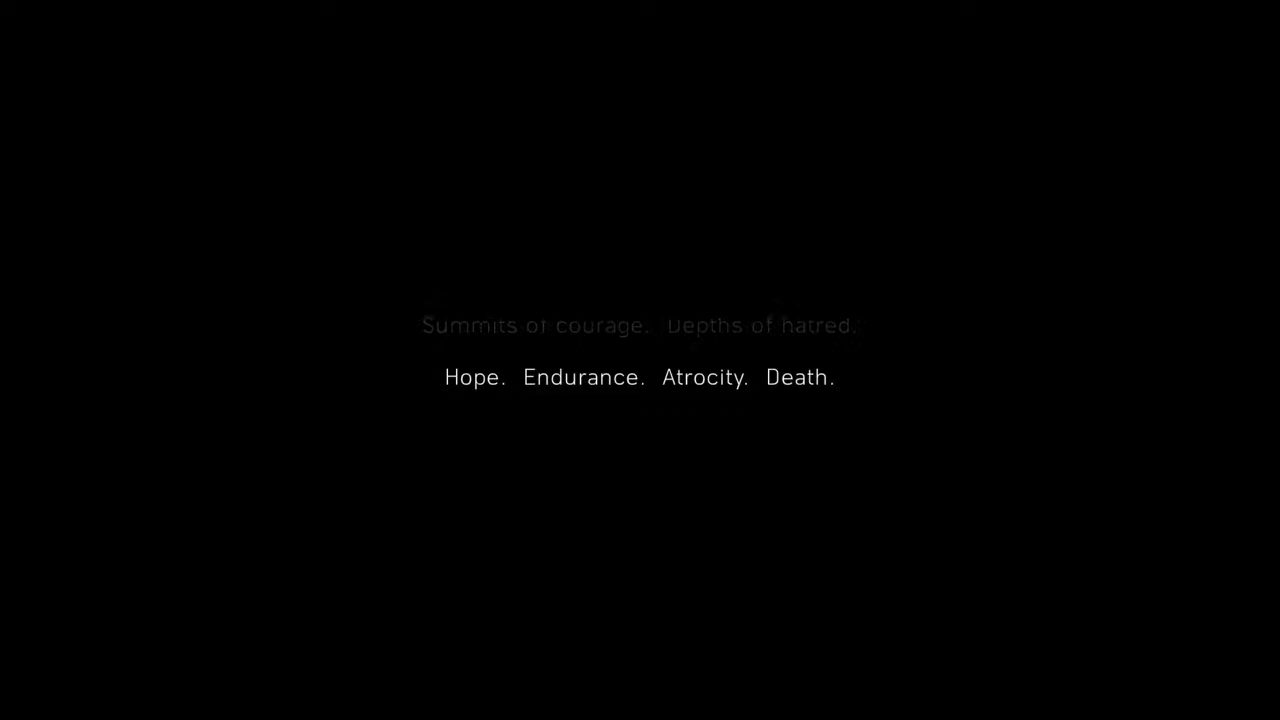 Summits of courage. Depths of hatred.
Hope. Endurance. Atrocity. Death.